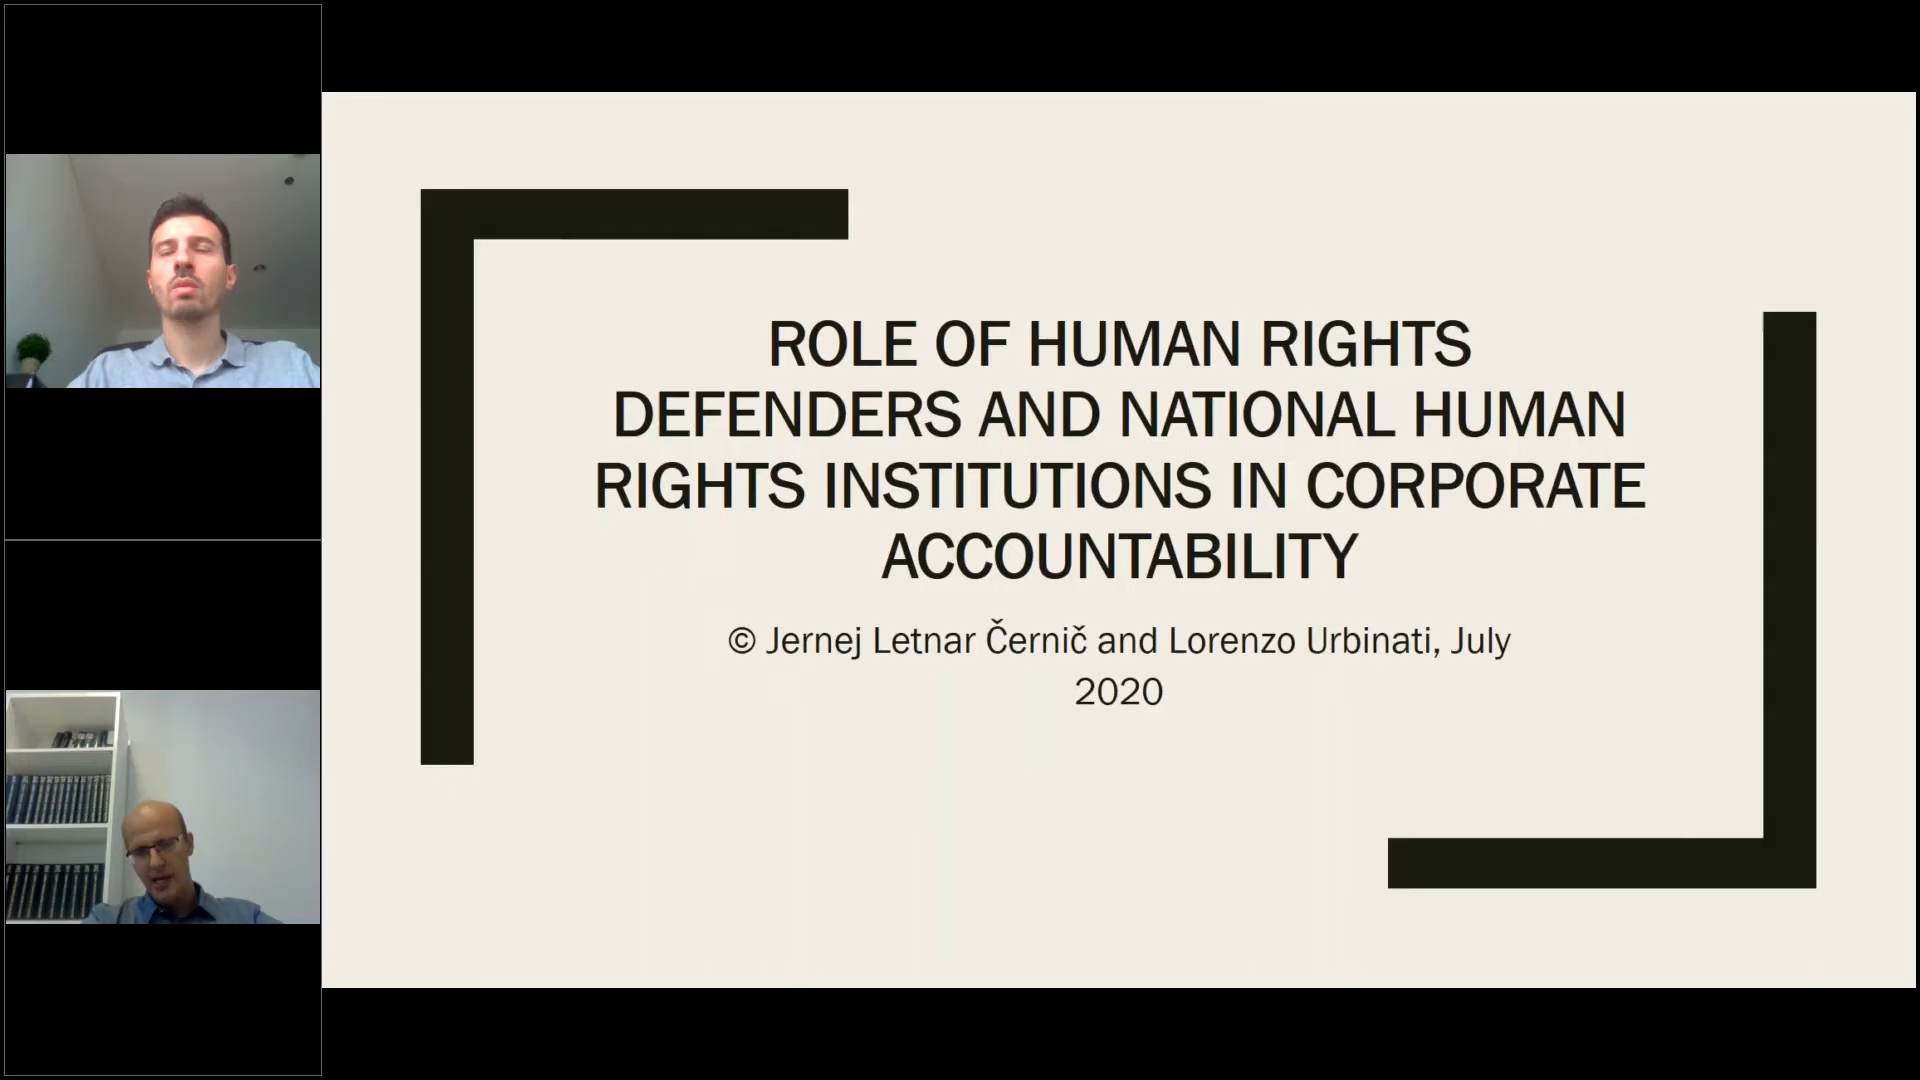 ROLE OF HUMAN RIGHTS
DEFENDERS AND NATIONAL HUMAN
RIGHTS INSTITUTIONS IN CORPORATE
ACCOUNTABILITY
© Jernej Letnar Černič and Lorenzo Urbinati, July
2020